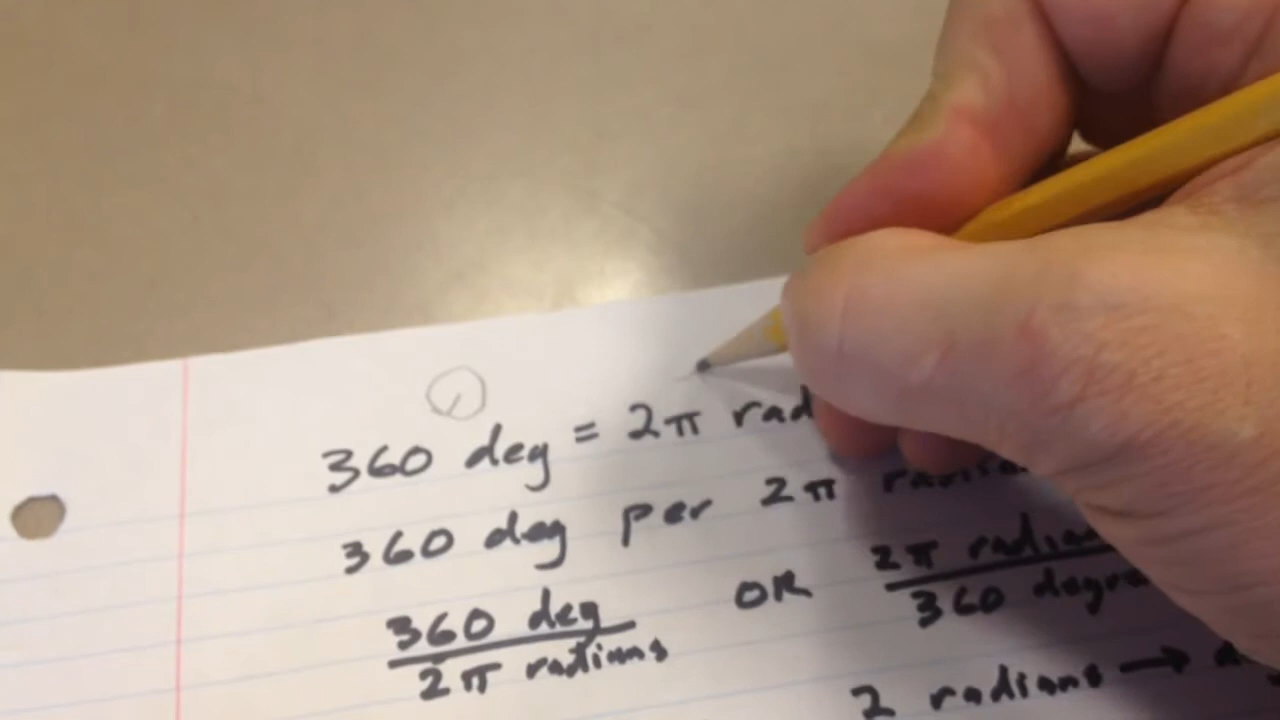 360 deg = 2π rad
360 deg per 2π
360 deg / 2π radians OR 2π / 360
2 radians →